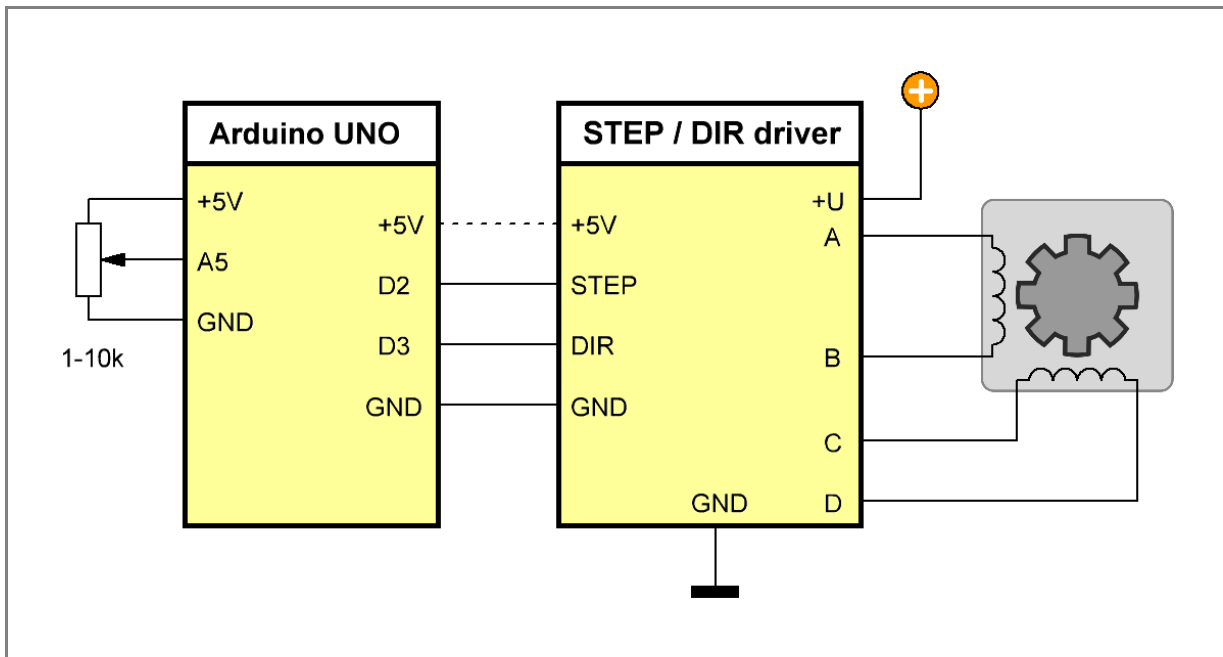 Arduino UNO
+5V
A5
GND
1-10k
+5V
D2
D3
GND
STEP / DIR driver
+5V
STEP
DIR
GND
+U
A
B
C
D
GND